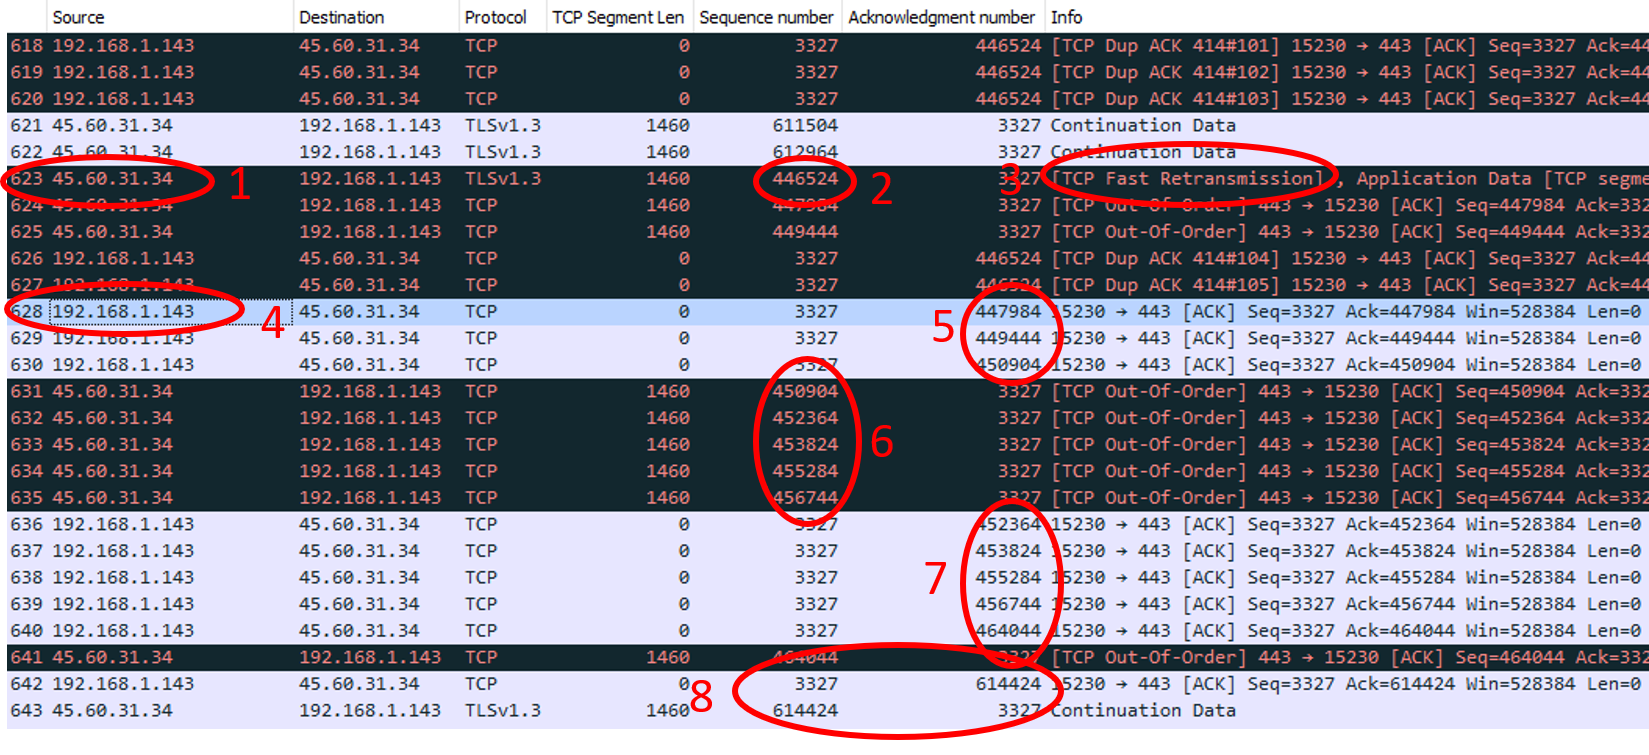 Source Destination Protocol TCP Segment Len Sequence number Acknowledgment number Info
618 192.168.1.143 45.60.31.34 TCP 0 3327 446524 [TCP Dup ACK 414#101] 15230 → 443 [ACK] Seq=3327 Ack=44
619 192.168.1.143 45.60.31.34 TCP 0 3327 446524 [TCP Dup ACK 414#102] 15230 → 443 [ACK] Seq=3327 Ack=44
620 192.168.1.143 45.60.31.34 TCP 0 3327 446524 [TCP Dup ACK 414#103] 15230 → 443 [ACK] Seq=3327 Ack=44
621 45.60.31.34 192.168.1.143 TLSv1.3 1460 611504 3327 Continuation Data
622 45.60.31.34 192.168.1.143 TLSv1.3 1460 612964 3327 Continuation Data
623 45.60.31.34 1 192.168.1.143 TLSv1.3 1460 446524 2 3327 3 [TCP Fast Retransmission] , Application Data [TCP segme
624 45.60.31.34 192.168.1.143 TCP 1460 447984 3327 [TCP Out-Of-Order] 443 → 15230 [ACK] Seq=447984 Ack=332
625 45.60.31.34 192.168.1.143 TCP 1460 449444 3327 [TCP Out-Of-Order] 443 → 15230 [ACK] Seq=449444 Ack=332
626 192.168.1.143 45.60.31.34 TCP 0 3327 446524 [TCP Dup ACK 414#104] 15230 → 443 [ACK] Seq=3327 Ack=44
627 192.168.1.143 45.60.31.34 TCP 0 3327 446524 [TCP Dup ACK 414#105] 15230 → 443 [ACK] Seq=3327 Ack=44
628 192.168.1.143 4 45.60.31.34 TCP 0 3327 5 447984 15230 → 443 [ACK] Seq=3327 Ack=447984 Win=528384 Len=0
629 192.168.1.143 45.60.31.34 TCP 0 3327 449444 15230 → 443 [ACK] Seq=3327 Ack=449444 Win=528384 Len=0
630 192.168.1.143 45.60.31.34 TCP 0 3327 450904 15230 → 443 [ACK] Seq=3327 Ack=450904 Win=528384 Len=0
631 45.60.31.34 192.168.1.143 TCP 1460 450904 3327 [TCP Out-Of-Order] 443 → 15230 [ACK] Seq=450904 Ack=332
632 45.60.31.34 192.168.1.143 TCP 1460 452364 3327 [TCP Out-Of-Order] 443 → 15230 [ACK] Seq=452364 Ack=332
633 45.60.31.34 192.168.1.143 TCP 1460 453824 6 3327 [TCP Out-Of-Order] 443 → 15230 [ACK] Seq=453824 Ack=332
634 45.60.31.34 192.168.1.143 TCP 1460 455284 3327 [TCP Out-Of-Order] 443 → 15230 [ACK] Seq=455284 Ack=332
635 45.60.31.34 192.168.1.143 TCP 1460 456744 3327 [TCP Out-Of-Order] 443 → 15230 [ACK] Seq=456744 Ack=332
636 192.168.1.143 45.60.31.34 TCP 0 3327 452364 15230 → 443 [ACK] Seq=3327 Ack=452364 Win=528384 Len=0
637 192.168.1.143 45.60.31.34 TCP 0 3327 453824 15230 → 443 [ACK] Seq=3327 Ack=453824 Win=528384 Len=0
638 192.168.1.143 45.60.31.34 TCP 0 3327 7 455284 15230 → 443 [ACK] Seq=3327 Ack=455284 Win=528384 Len=0
639 192.168.1.143 45.60.31.34 TCP 0 3327 456744 15230 → 443 [ACK] Seq=3327 Ack=456744 Win=528384 Len=0
640 192.168.1.143 45.60.31.34 TCP 0 3327 464044 15230 → 443 [ACK] Seq=3327 Ack=464044 Win=528384 Len=0
641 45.60.31.34 192.168.1.143 TCP 1460 464044 3327 [TCP Out-Of-Order] 443 → 15230 [ACK] Seq=464044 Ack=332
642 192.168.1.143 45.60.31.34 TCP 0 8 3327 614424 15230 → 443 [ACK] Seq=3327 Ack=614424 Win=528384 Len=0
643 45.60.31.34 192.168.1.143 TLSv1.3 1460 614424 3327 Continuation Data